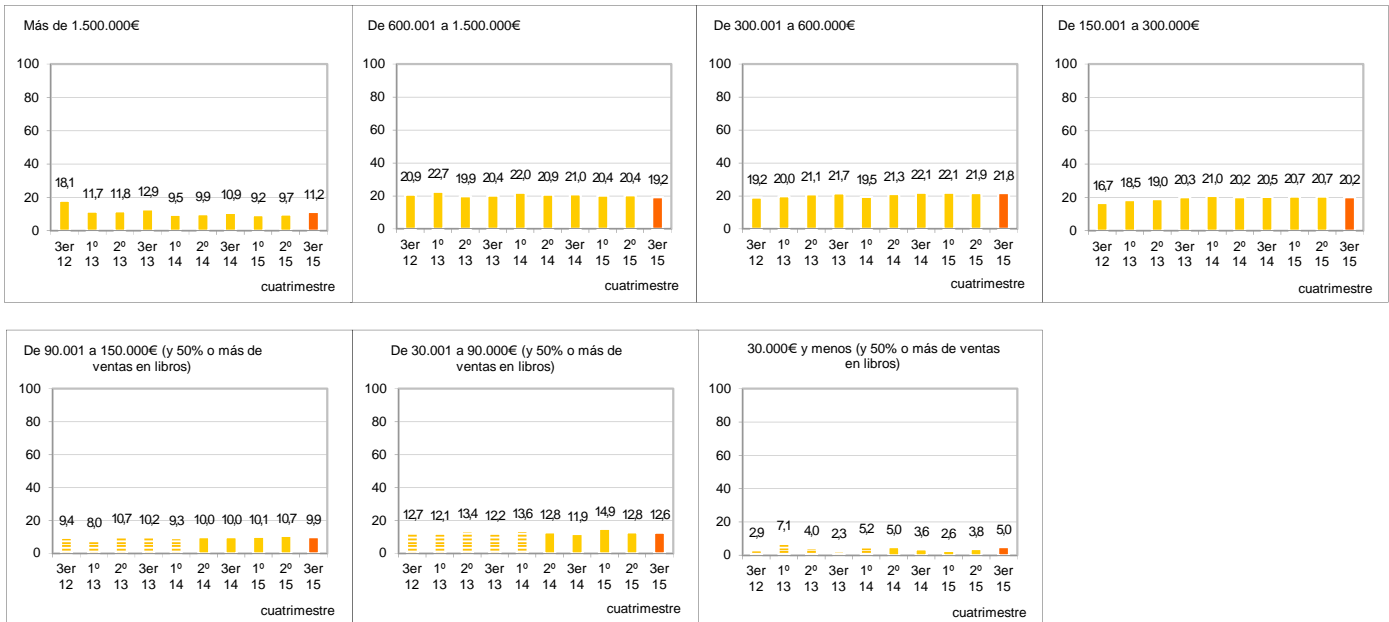 Más de 1.500.000€
100
80
60
40
20
0
18,1 11,7 11,8 12,9 9,5 9,9 10,9 9,2 9,7 11,2
3er 1º 2º 3er 1º 2º 3er 1º 2º 3er
12 13 13 13 14 14 14 15 15 15
cuatrimestre
De 600.001 a 1.500.000€
100
80
60
40
20
0
20,9 22,7 19,9 20,4 22,0 20,9 21,0 20,4 20,4 19,2
3er 1º 2º 3er 1º 2º 3er 1º 2º 3er
12 13 13 13 14 14 14 15 15 15
cuatrimestre
De 300.001 a 600.000€
100
80
60
40
20
0
19,2 20,0 21,1 21,7 19,5 21,3 22,1 22,1 21,9 21,8
3er 1º 2º 3er 1º 2º 3er 1º 2º 3er
12 13 13 13 14 14 14 15 15 15
cuatrimestre
De 150.001 a 300.000€
100
80
60
40
20
0
16,7 18,5 19,0 20,3 21,0 20,2 20,5 20,7 20,7 20,2
3er 1º 2º 3er 1º 2º 3er 1º 2º 3er
12 13 13 13 14 14 14 15 15 15
cuatrimestre
De 90.001 a 150.000€ (y 50% o más de
ventas en libros)
100
80
60
40
20
0
9,4 8,0 10,7 10,2 9,3 10,0 10,0 10,1 10,7 9,9
3er 1º 2º 3er 1º 2º 3er 1º 2º 3er
12 13 13 13 14 14 14 15 15 15
cuatrimestre
De 30.001 a 90.000€ (y 50% o más de
ventas en libros)
100
80
60
40
20
0
12,7 12,1 13,4 12,2 13,6 12,8 11,9 14,9 12,8 12,6
3er 1º 2º 3er 1º 2º 3er 1º 2º 3er
12 13 13 13 14 14 14 15 15 15
cuatrimestre
30.000€ y menos (y 50% o más de ventas
en libros)
100
80
60
40
20
0
2,9 7,1 4,0 2,3 5,2 5,0 3,6 2,6 3,8 5,0
3er 1º 2º 3er 1º 2º 3er 1º 2º 3er
12 13 13 13 14 14 14 15 15 15
cuatrimestre